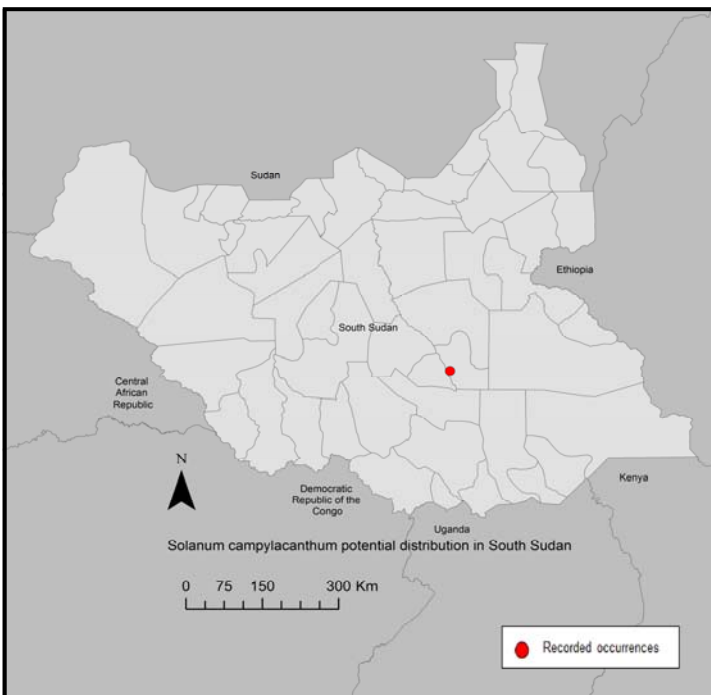 Sudan
Ethiopia
South Sudan
Central
African
Republic
N
Kenya
Democratic
Republic of the
Congo
Uganda
Solanum campylacanthum potential distribution in South Sudan
0 75 150 300 Km
Recorded occurrences